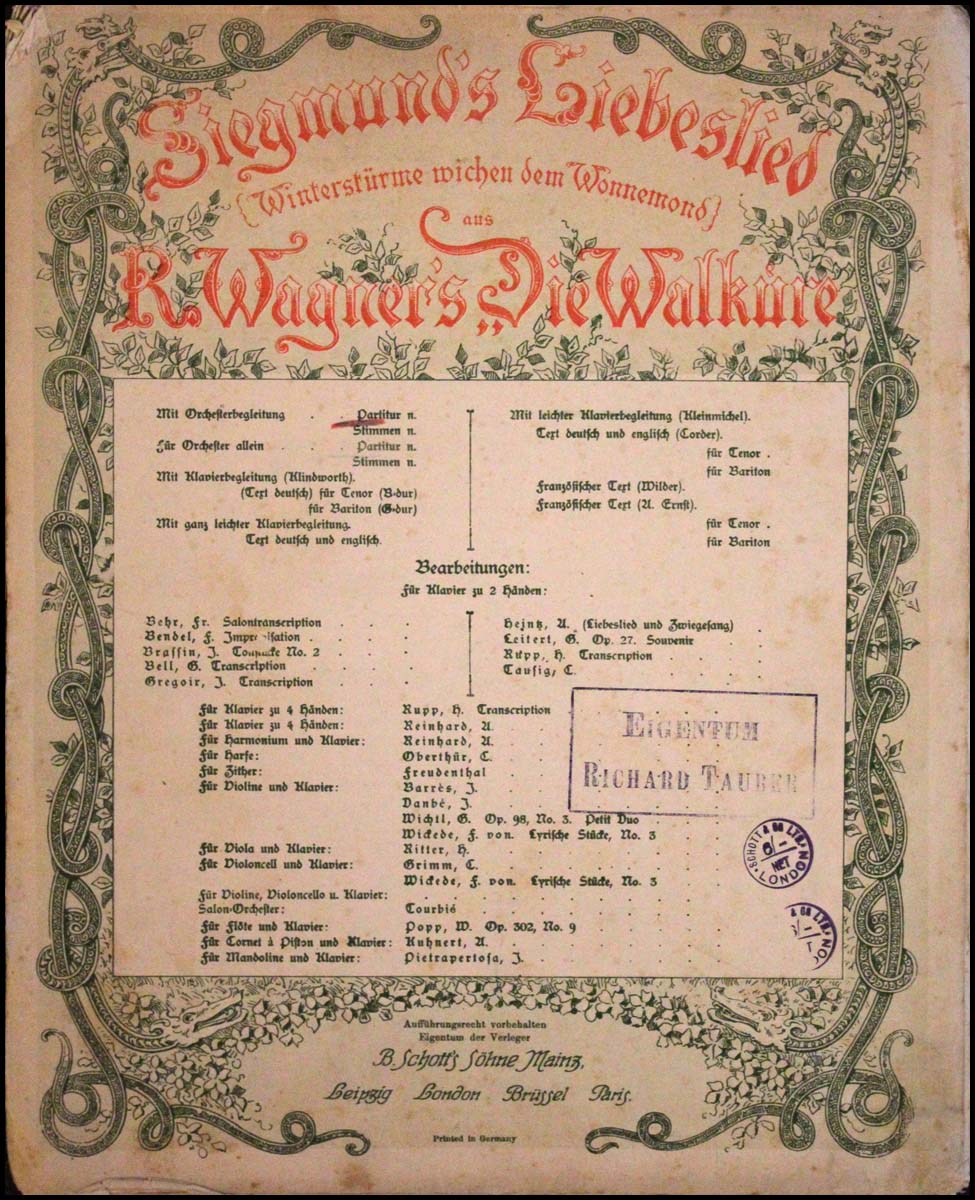 Siegmund's Liebeslied
(Winterstürme wichen dem Wonnemond)
aus
R. Wagner's „Die Walküre
Mit Orchesterbegleitung . . Partitur n.
Stimmen n.
Für Orchester allein . . . Partitur n.
Stimmen n.
Mit Klavierbegleitung (Klindworth).
(Text deutsch) für Tenor (B-dur)
für Bariton (G-dur)
Mit ganz leichter Klavierbegleitung.
Text deutsch und englisch.
Mit leichter Klavierbegleitung (Kleinmichel).
Text deutsch und englisch (Corder).
für Tenor .
für Bariton
Französischer Text (Wilder).
Französischer Text (A. Ernst).
für Tenor .
für Bariton
Bearbeitungen:
Für Klavier zu 2 Händen:
Behr, Fr. Salontranscription
Bendel, F.
Brassin, J. No. 2
Bell, G. Transcription
Gregoir, J. Transcription
Hejntz, A. (Liebeslied und Zwiegesang)
Leitert, G. Op. 27. Souvenir
Rupp, H. Transcription
Tausig, C.
Für Klavier zu 4 Händen: Rupp, H. Transcription
Für Klavier zu 4 Händen: Reinhard, A.
Für Harmonium und Klavier: Reinhard, A.
Für Harfe: Oberthür, C.
Für Zither: Freudenthal
Für Violine und Klavier: Barrès, J.
Danbé, J.
Wichtl, G. Op. 98, No. 3. Petit Duo
Wickede, F. von. Lyrische Stücke, No. 3
Für Viola und Klavier: Ritter, H.
Für Violoncell und Klavier: Grimm, C.
Wickede, F. von. Lyrische Stücke, No. 3
Für Violine, Violoncello u. Klavier:
Salon-Orchester: Tourbié
Für Flöte und Klavier: Popp, W. Op. 302, No. 9
Für Cornet à Piston und Klavier: Kuhnert, A.
Für Mandoline und Klavier: Pietrapertosa, J.
EIGENTUM
RICHARD TAUBER
SCHOTT & Co LTD.
6/-
NET
LONDON
& Co LTD.
/-
T
NDON
Aufführungsrecht vorbehalten
Eigentum der Verleger
B. Schott's Söhne Mainz,
Leipzig London Brüssel Paris.
Printed in Germany